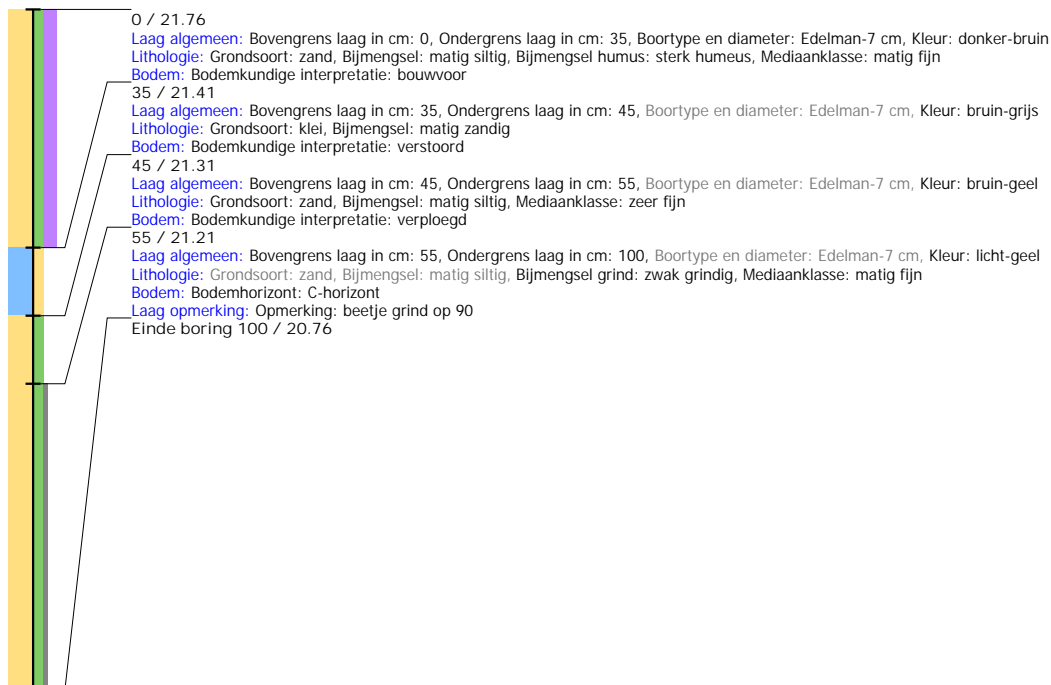 0 / 21.76
Laag algemeen: Bovengrens laag in cm: 0, Ondergrens laag in cm: 35, Boortype en diameter: Edelman-7 cm, Kleur: donker-bruin
Lithologie: Grondsoort: zand, Bijmengsel: matig siltig, Bijmengsel humus: sterk humeus, Mediaanklasse: matig fijn
Bodem: Bodemkundige interpretatie: bouwvoor
35 / 21.41
Laag algemeen: Bovengrens laag in cm: 35, Ondergrens laag in cm: 45, Boortype en diameter: Edelman-7 cm, Kleur: bruin-grijs
Lithologie: Grondsoort: klei, Bijmengsel: matig zandig
Bodem: Bodemkundige interpretatie: verstoord
45 / 21.31
Laag algemeen: Bovengrens laag in cm: 45, Ondergrens laag in cm: 55, Boortype en diameter: Edelman-7 cm, Kleur: bruin-geel
Lithologie: Grondsoort: zand, Bijmengsel: matig siltig, Mediaanklasse: zeer fijn
Bodem: Bodemkundige interpretatie: verploegd
55 / 21.21
Laag algemeen: Bovengrens laag in cm: 55, Ondergrens laag in cm: 100, Boortype en diameter: Edelman-7 cm, Kleur: licht-geel
Lithologie: Grondsoort: zand, Bijmengsel: matig siltig, Bijmengsel grind: zwak grindig, Mediaanklasse: matig fijn
Bodem: Bodemhorizont: C-horizont
Laag opmerking: Opmerking: beetje grind op 90
Einde boring 100 / 20.76